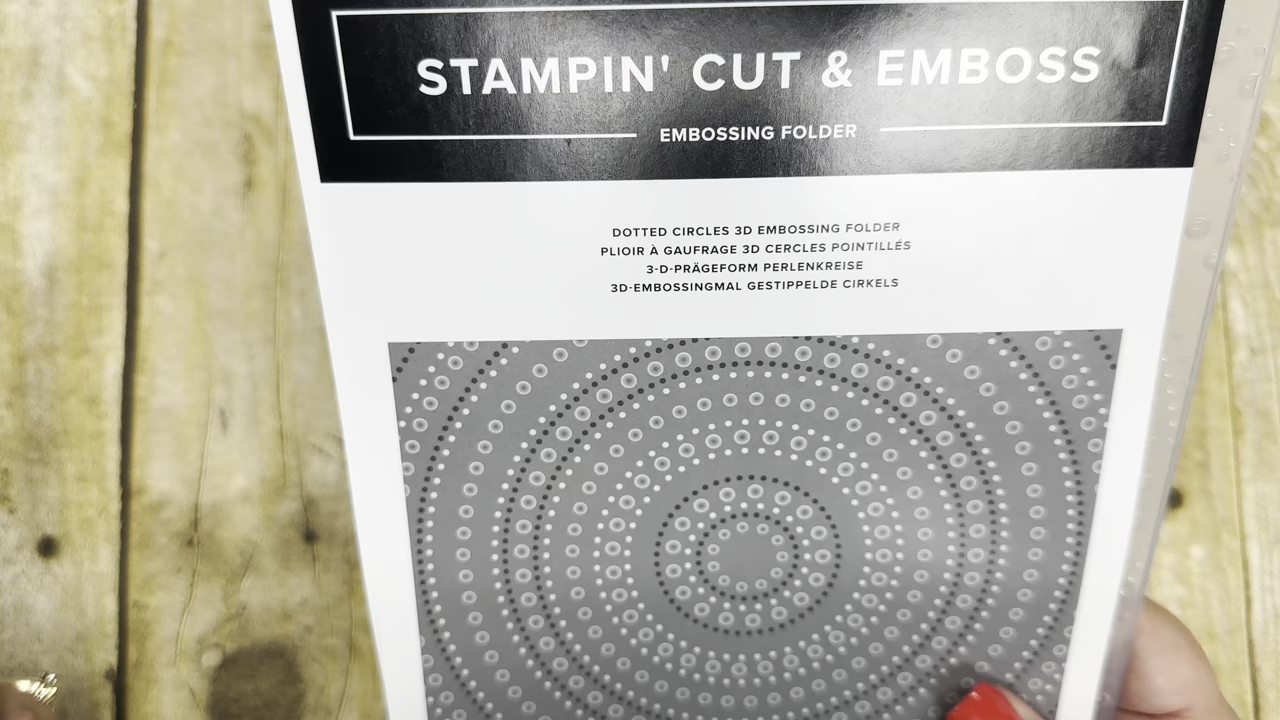 STAMPIN' CUT & EMBOSS
EMBOSSING FOLDER
DOTTED CIRCLES 3D EMBOSSING FOLDER
PLIOIR À GAUFRAGE 3D CERCLES POINTILLÉS
3-D-PRÄGEFORM PERLENKREISE
3D-EMBOSSINGMAL GESTIPPELDE CIRKELS